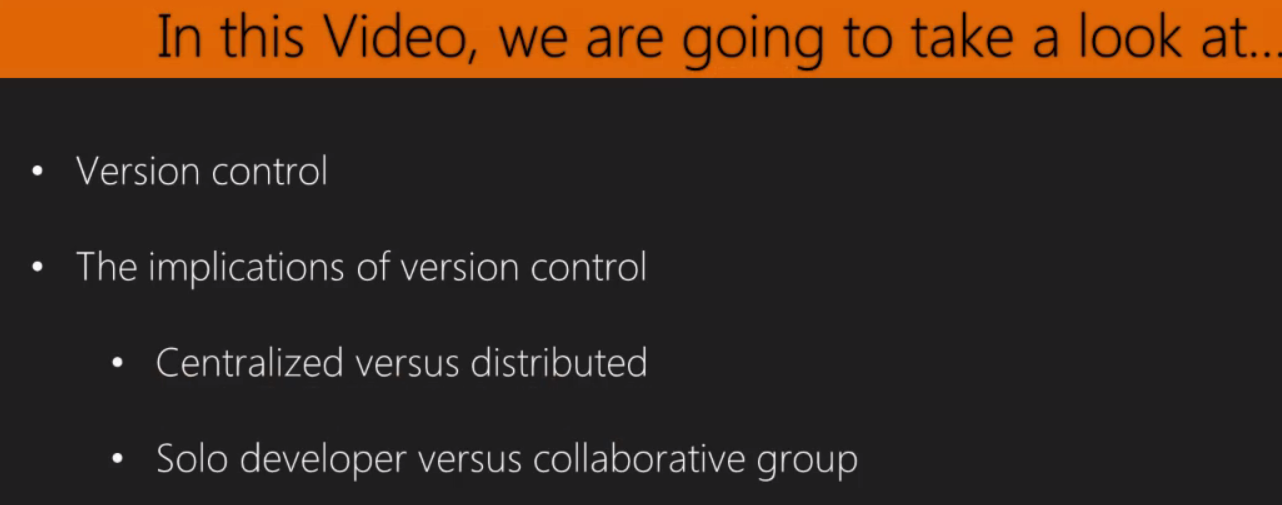 In this Video, we are going to take a look at...
• Version control
• The implications of version control
• Centralized versus distributed
• Solo developer versus collaborative group